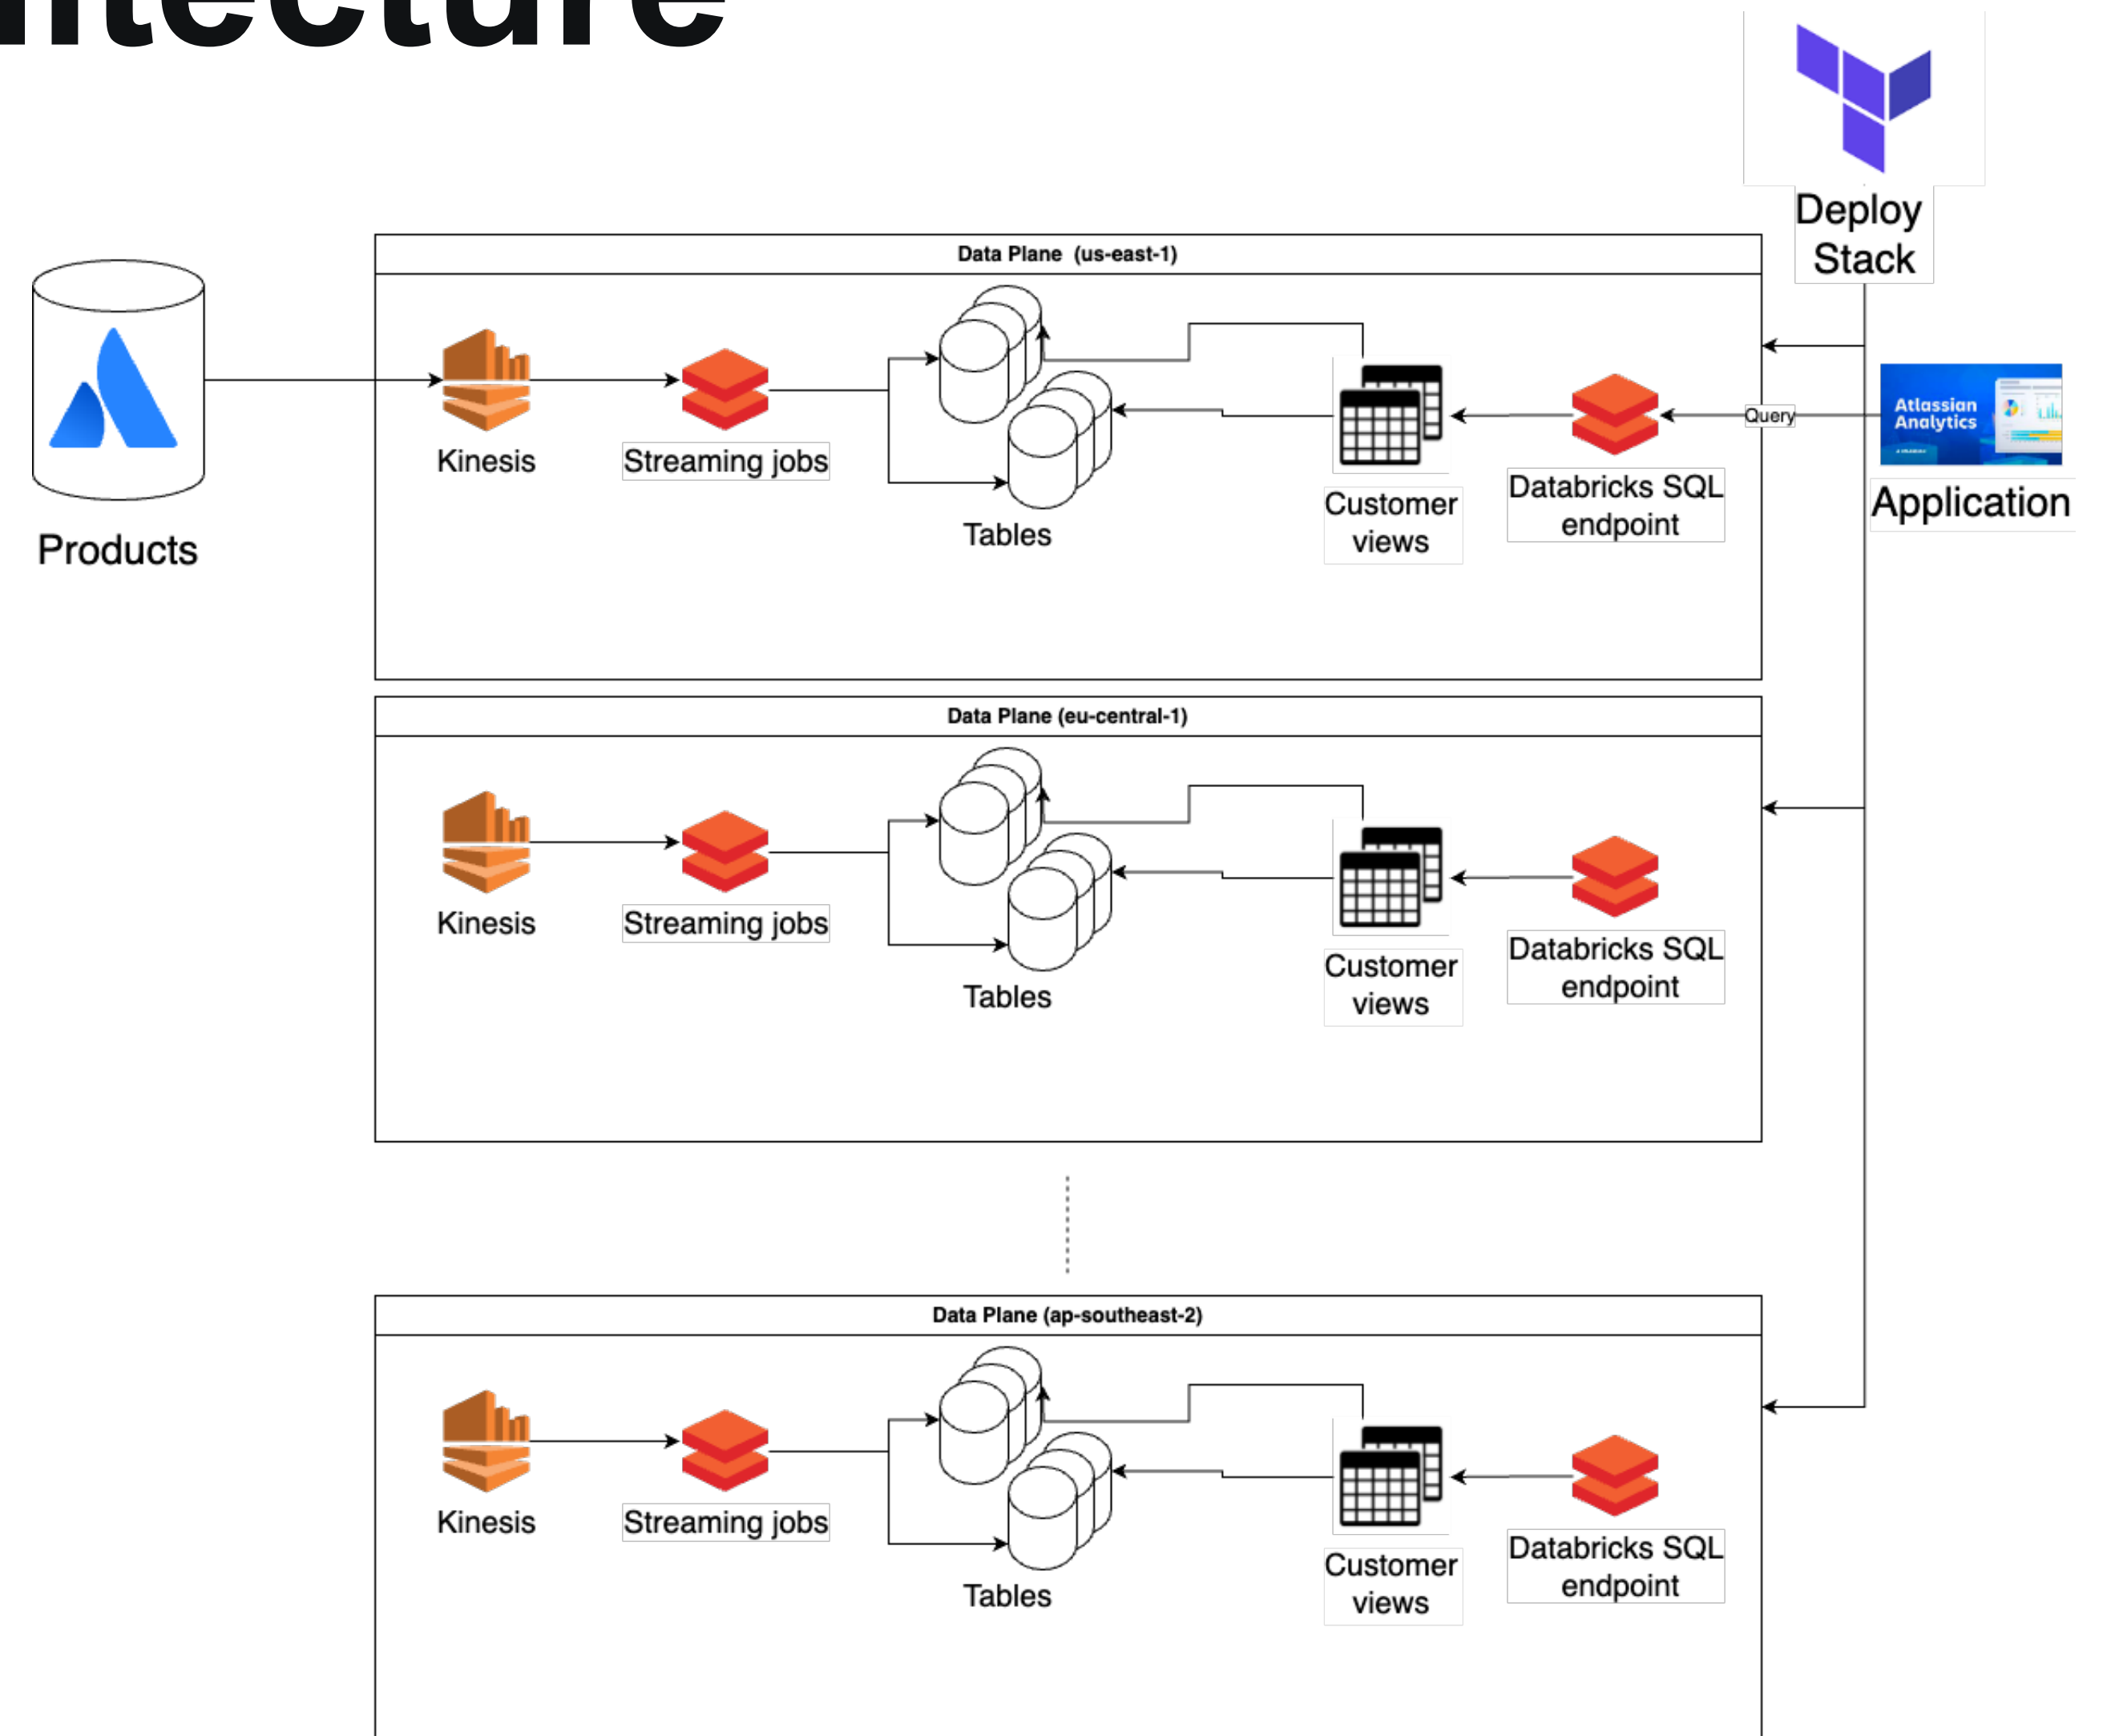 itecture
Deploy
Stack
Data Plane (us-east-1)
Products
Kinesis
Streaming jobs
Tables
Customer
views
Databricks SQL
endpoint
Query
Atlassian
Analytics
Application
Data Plane (eu-central-1)
Kinesis
Streaming jobs
Tables
Customer
views
Databricks SQL
endpoint
Data Plane (ap-southeast-2)
Kinesis
Streaming jobs
Tables
Customer
views
Databricks SQL
endpoint